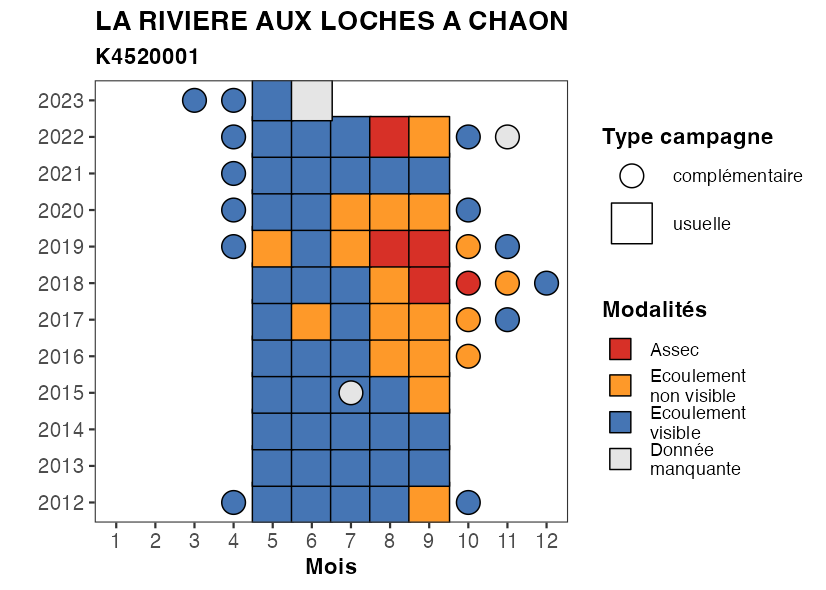 LA RIVIERE AUX LOCHES A CHAON
K4520001
2023
2022
2021
2020
2019
2018
2017
2016
2015
2014
2013
2012
1 2 3 4 5 6 7 8 9 10 11 12
Mois
Type campagne
complémentaire
usuelle
Modalités
Assec
Ecoulement
non visible
Ecoulement
visible
Donnée
manquante